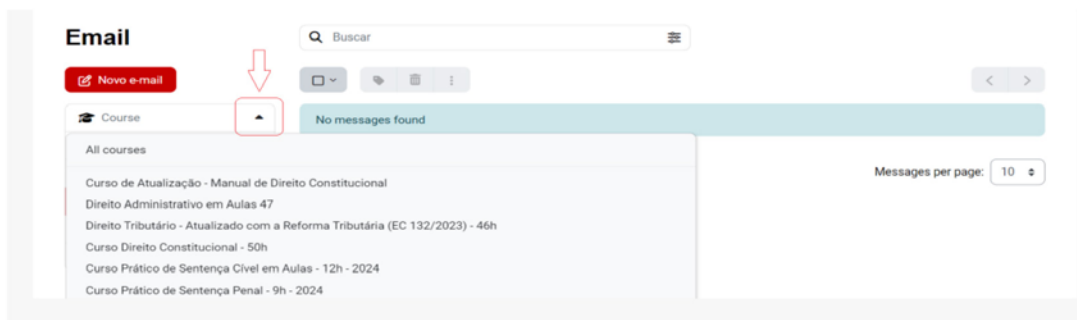 Email
Buscar
Novo e-mail
Course
No messages found
All courses
Messages per page: 10
Curso de Atualização - Manual de Direito Constitucional
Direito Administrativo em Aulas 47
Direito Tributário - Atualizado com a Reforma Tributária (EC 132/2023) - 46h
Curso Direito Constitucional - 50h
Curso Prático de Sentença Cível em Aulas - 12h - 2024
Curso Prático de Sentença Penal - 9h - 2024